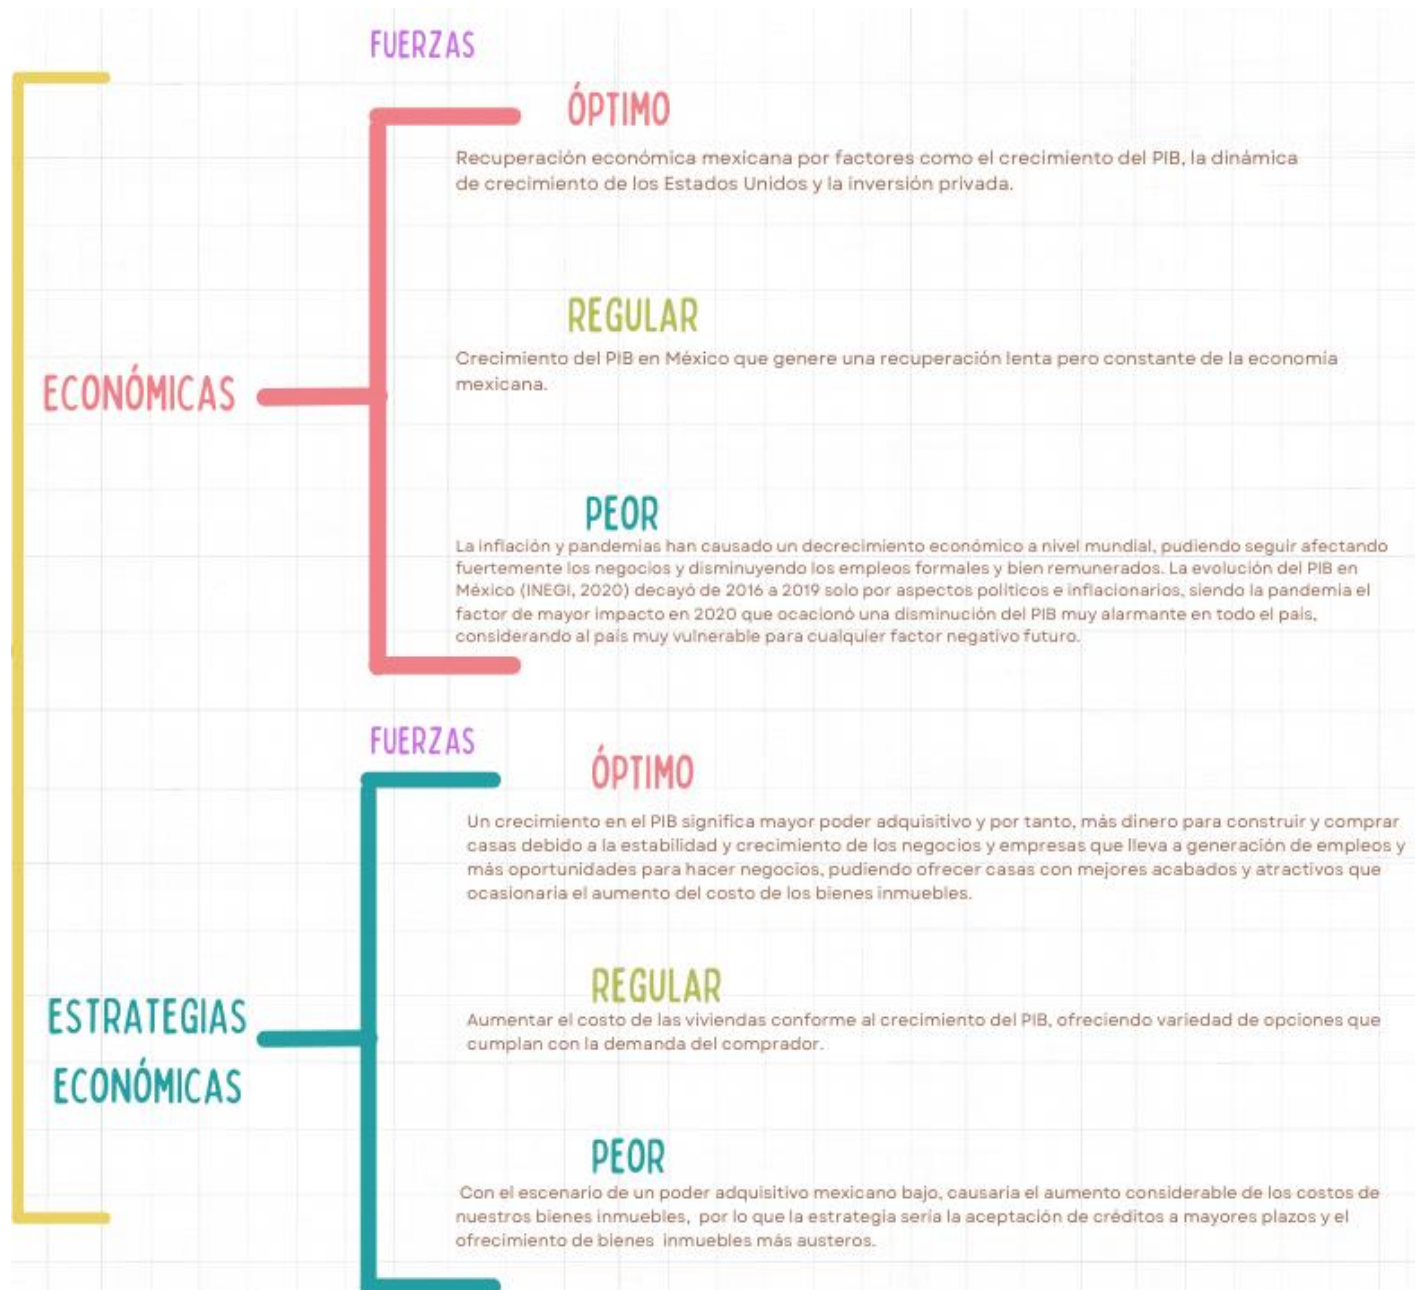 FUERZAS
ÓPTIMO
Recuperación económica mexicana por factores como el crecimiento del PIB, la dinámica
de crecimiento de los Estados Unidos y la inversión privada.
REGULAR
Crecimiento del PIB en México que genere una recuperación lenta pero constante de la economía
mexicana.
ECONÓMICAS
PEOR
La inflación y pandemias han causado un decrecimiento económico a nivel mundial, pudiendo seguir afectando
fuertemente los negocios y disminuyendo los empleos formales y bien remunerados. La evolución del PIB en
México (INEGI, 2020) decayó de 2016 a 2019 solo por aspectos políticos e inflacionarios, siendo la pandemia el
factor de mayor impacto en 2020 que ocacionó una disminución del PIB muy alarmante en todo el país,
considerando al país muy vulnerable para cualquier factor negativo futuro.
FUERZAS
ÓPTIMO
Un crecimiento en el PIB significa mayor poder adquisitivo y por tanto, más dinero para construir y comprar
casas debido a la estabilidad y crecimiento de los negocios y empresas que lleva a generación de empleos y
más oportunidades para hacer negocios, pudiendo ofrecer casas con mejores acabados y atractivos que
ocasionaria el aumento del costo de los bienes inmuebles.
REGULAR
Aumentar el costo de las viviendas conforme al crecimiento del PIB, ofreciendo variedad de opciones que
cumplan con la demanda del comprador.
ESTRATEGIAS
ECONÓMICAS
PEOR
Con el escenario de un poder adquisitivo mexicano bajo, causaría el aumento considerable de los costos de
nuestros bienes inmuebles, por lo que la estrategia sería la aceptación de créditos a mayores plazos y el
ofrecimiento de bienes inmuebles más austeros.